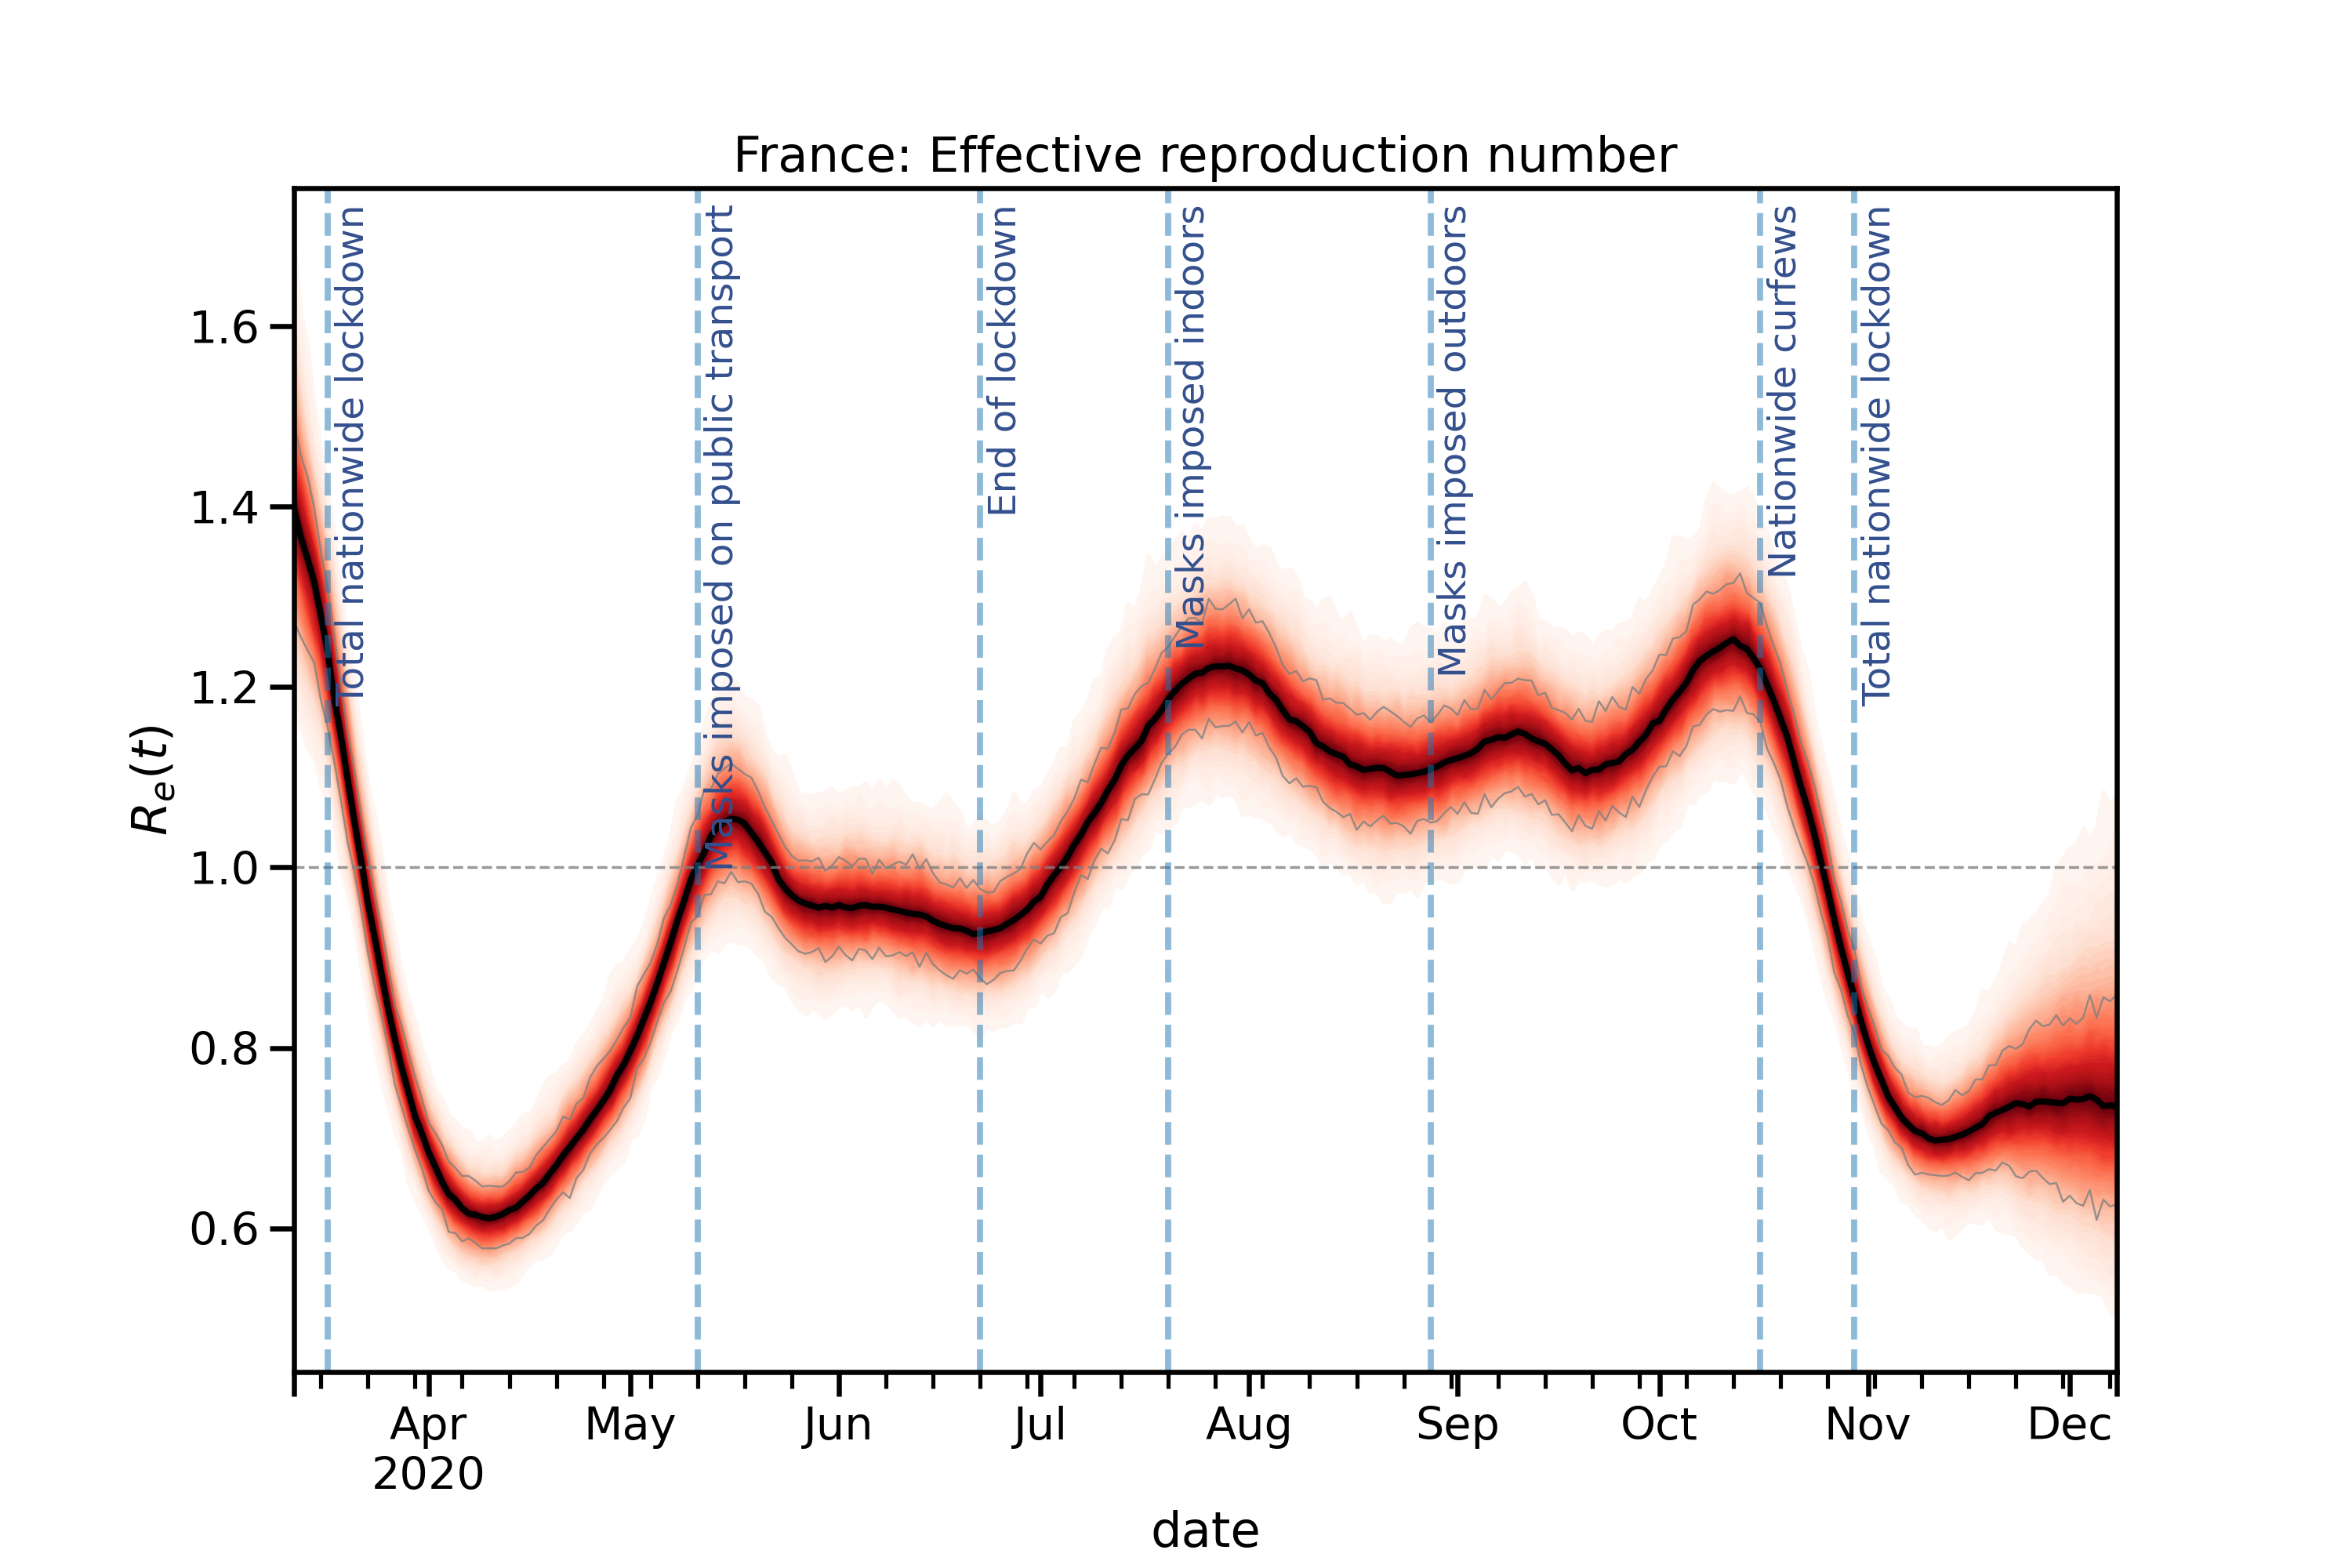 France: Effective reproduction number
Total nationwide lockdown
Masks imposed on public transport
End of lockdown
Masks imposed indoors
Masks imposed outdoors
Nationwide curfews
Total nationwide lockdown
1.6
1.4
1.2
1.0
0.8
0.6
Re(t)
Apr May Jun Jul Aug Sep Oct Nov Dec
2020
date